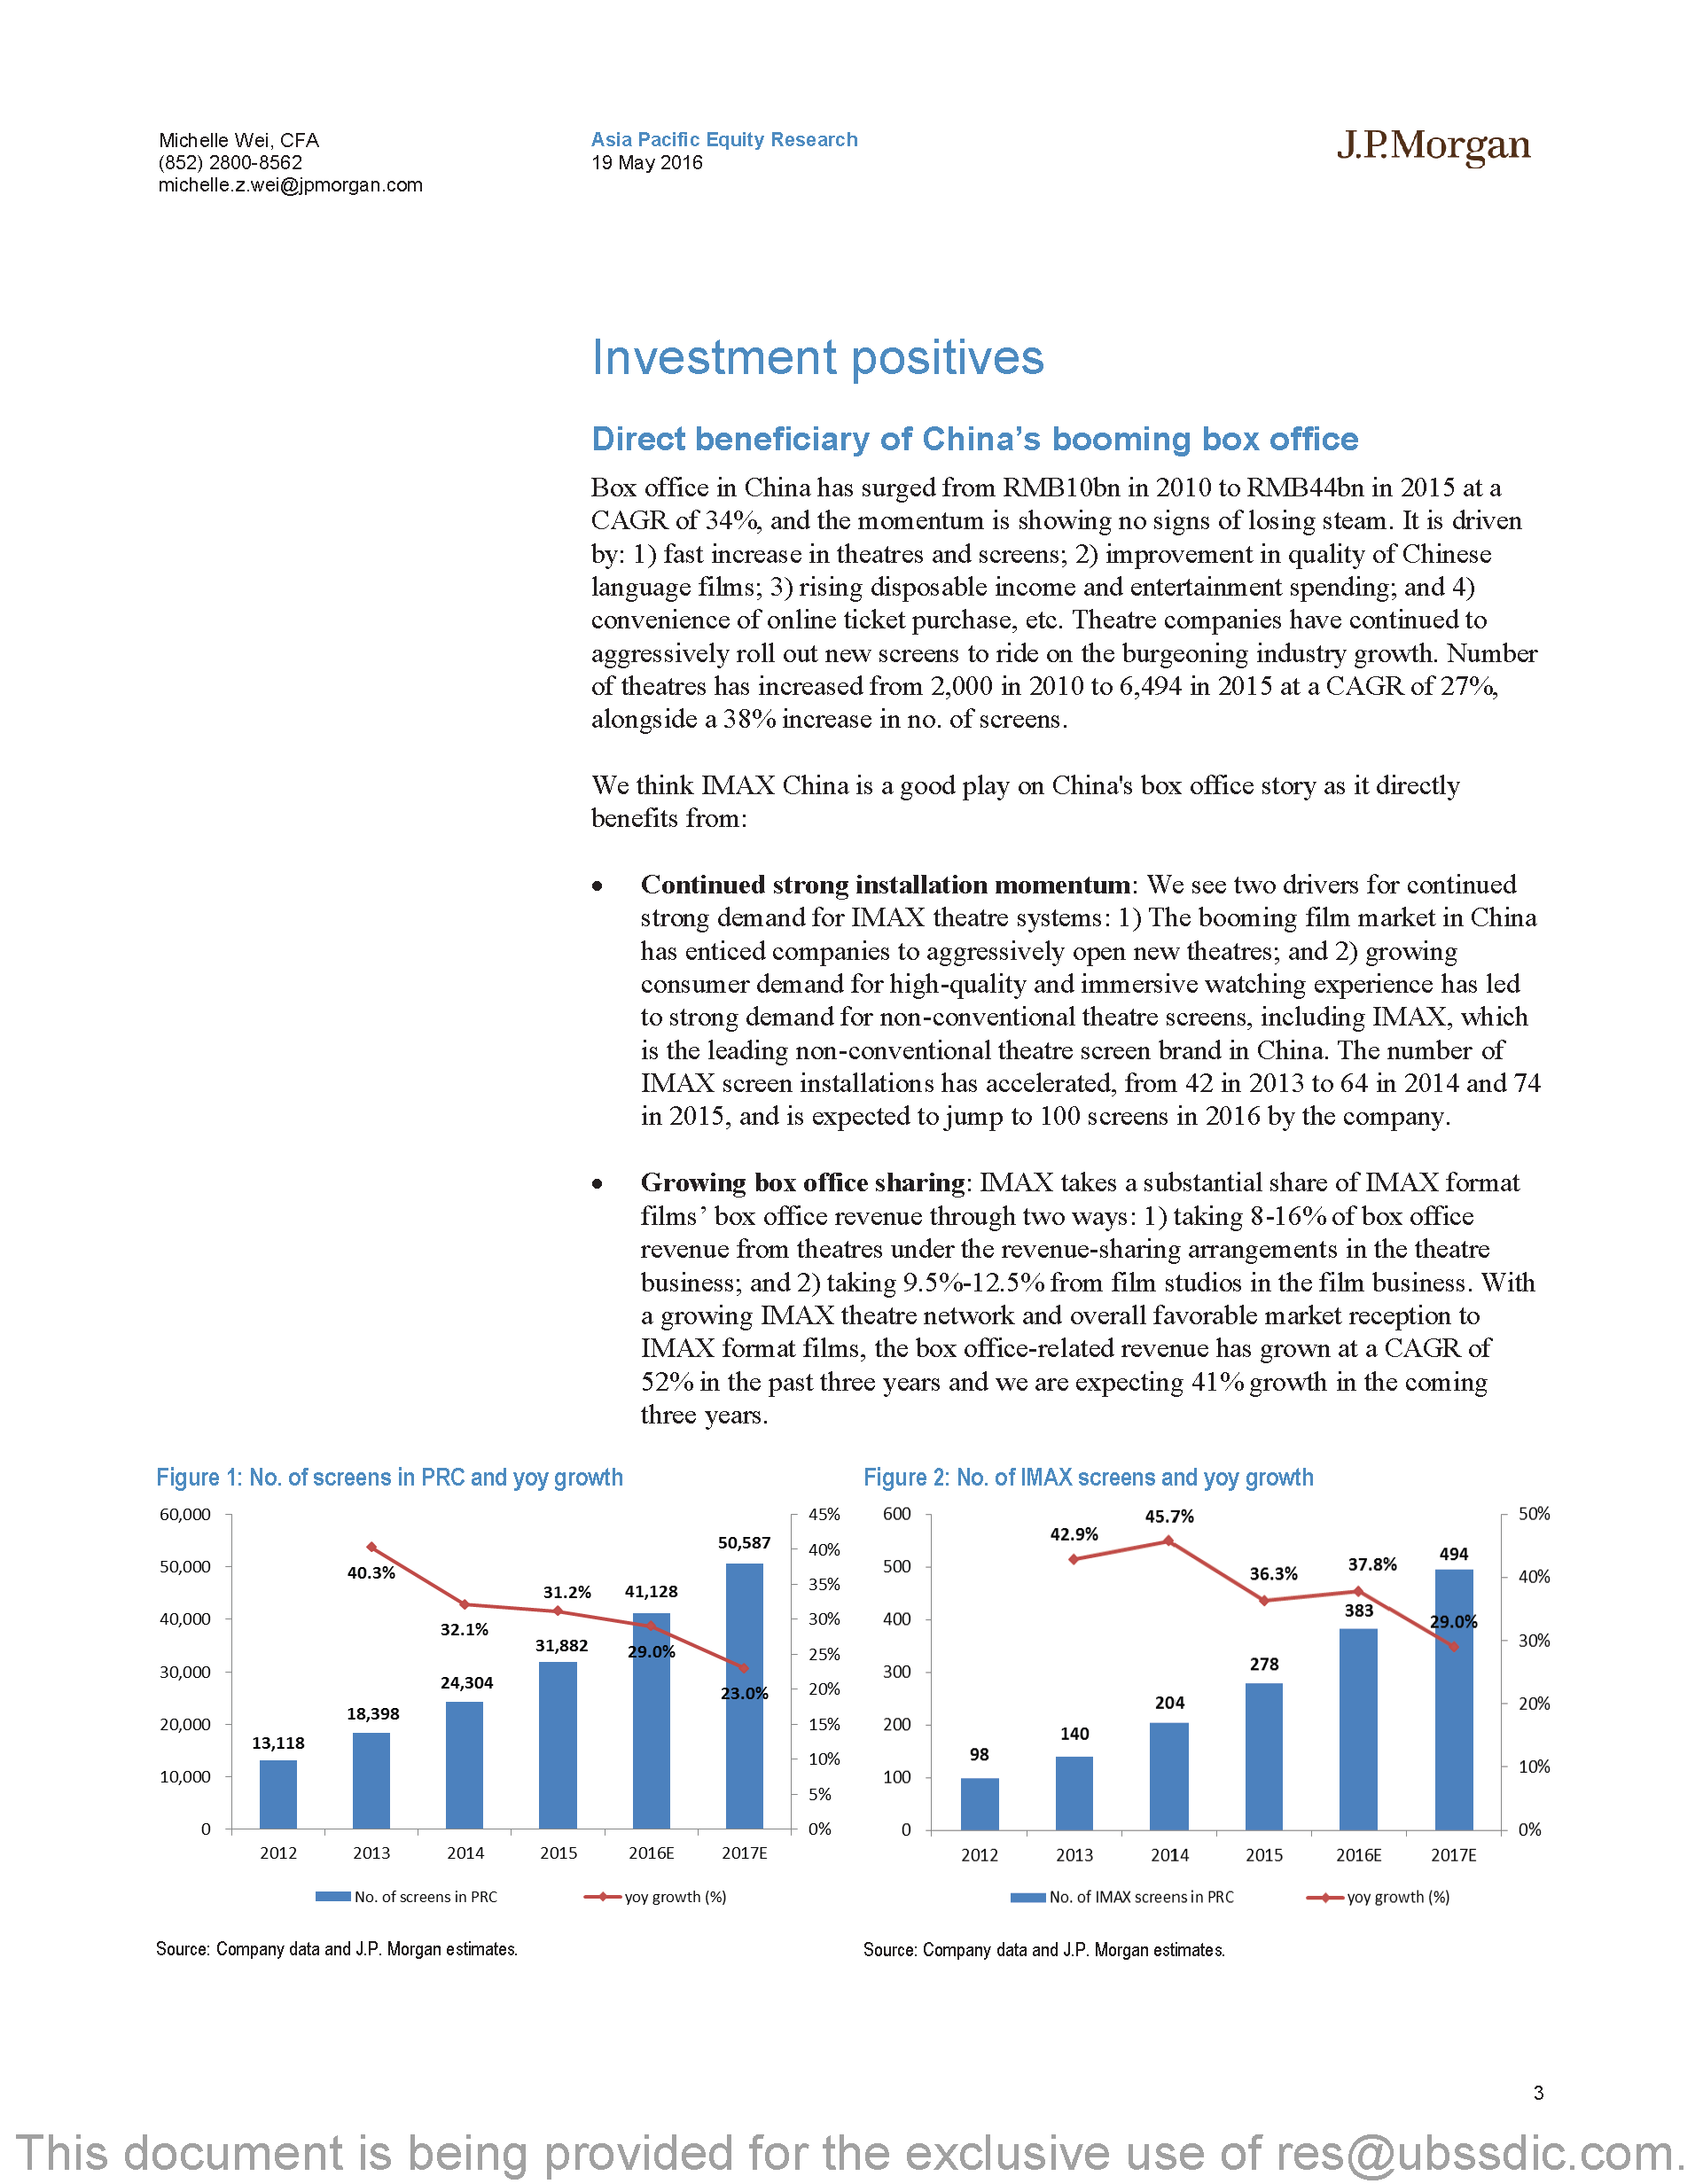 Michelle Wei, CFA
(852) 2800-8562
michelle.z.wei@jpmorgan.com
Asia Pacific Equity Research
19 May 2016
J.P.Morgan
Investment positives
Direct beneficiary of China’s booming box office
Box office in China has surged from RMB10bn in 2010 to RMB44bn in 2015 at a
CAGR of 34%, and the momentum is showing no signs of losing steam. It is driven
by: 1) fast increase in theatres and screens; 2) improvement in quality of Chinese
language films; 3) rising disposable income and entertainment spending; and 4)
convenience of online ticket purchase, etc. Theatre companies have continued to
aggressively roll out new screens to ride on the burgeoning industry growth. Number
of theatres has increased from 2,000 in 2010 to 6,494 in 2015 at a CAGR of 27%,
alongside a 38% increase in no. of screens.
We think IMAX China is a good play on China's box office story as it directly
benefits from:
• Continued strong installation momentum: We see two drivers for continued
strong demand for IMAX theatre systems: 1) The booming film market in China
has enticed companies to aggressively open new theatres; and 2) growing
consumer demand for high-quality and immersive watching experience has led
to strong demand for non-conventional theatre screens, including IMAX, which
is the leading non-conventional theatre screen brand in China. The number of
IMAX screen installations has accelerated, from 42 in 2013 to 64 in 2014 and 74
in 2015, and is expected to jump to 100 screens in 2016 by the company.
• Growing box office sharing: IMAX takes a substantial share of IMAX format
films’ box office revenue through two ways: 1) taking 8-16% of box office
revenue from theatres under the revenue-sharing arrangements in the theatre
business; and 2) taking 9.5%-12.5% from film studios in the film business. With
a growing IMAX theatre network and overall favorable market reception to
IMAX format films, the box office-related revenue has grown at a CAGR of
52% in the past three years and we are expecting 41% growth in the coming
three years.
Figure 1: No. of screens in PRC and yoy growth
60,000
50,000
40,000
30,000
20,000
10,000
0
45%
40%
35%
30%
25%
20%
15%
10%
5%
0%
40.3%
32.1%
31.2%
29.0%
23.0%
13,118
18,398
24,304
31,882
41,128
50,587
2012 2013 2014 2015 2016E 2017E
No. of screens in PRC yoy growth (%)
Source: Company data and J.P. Morgan estimates.
Figure 2: No. of IMAX screens and yoy growth
600
500
400
300
200
100
0
50%
40%
30%
20%
10%
0%
42.9%
45.7%
36.3%
37.8%
29.0%
98
140
204
278
383
494
2012 2013 2014 2015 2016E 2017E
No. of IMAX screens in PRC yoy growth (%)
Source: Company data and J.P. Morgan estimates.
3
This document is being provided for the exclusive use of res@ubssdic.com.